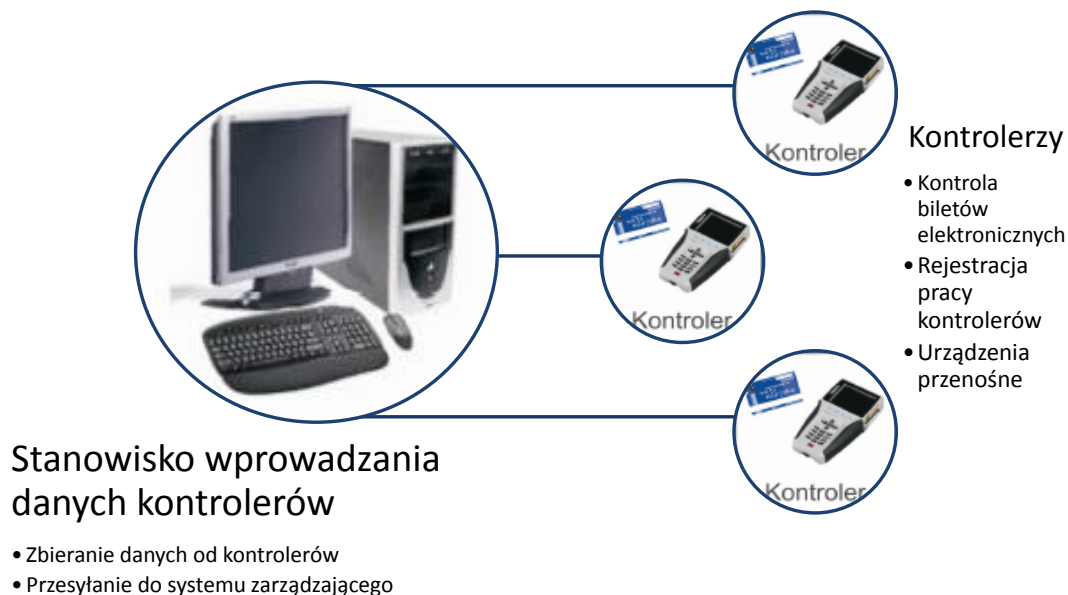 Kontroler
Kontrolerzy
• Kontrola
biletów
elektronicznych
• Rejestracja
pracy
kontrolerów
• Urządzenia
przenośne
Kontroler
Kontroler
Stanowisko wprowadzania
danych kontrolerów
• Zbieranie danych od kontrolerów
• Przesyłanie do systemu zarządzającego